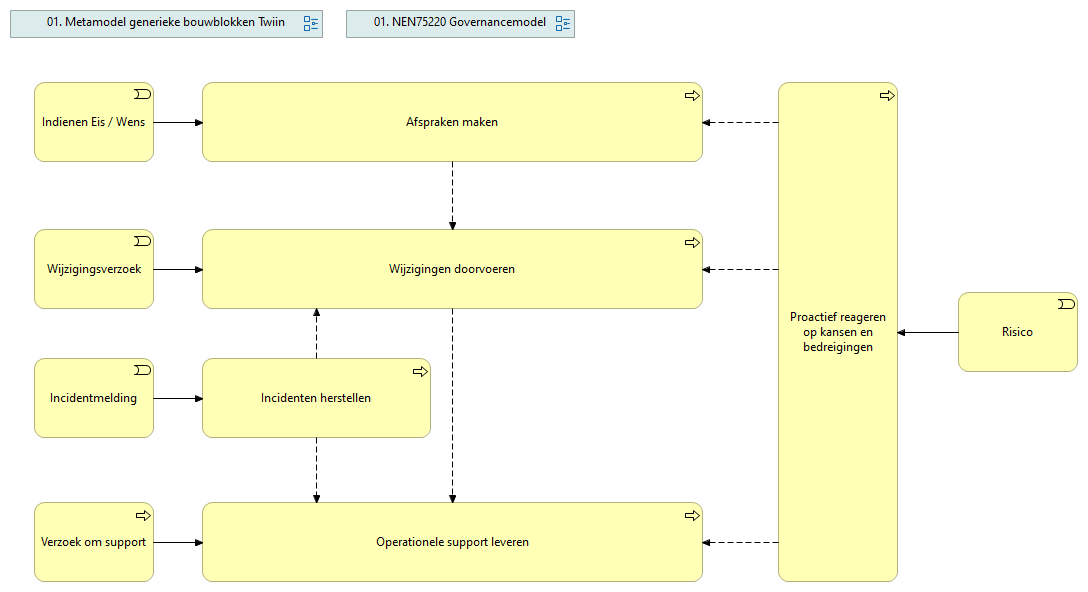 01. Metamodel generieke bouwblokken Twiin
01. NEN75220 Governancemodel
Indienen Eis / Wens
Afspraken maken
Wijzigingsverzoek
Wijzigingen doorvoeren
Proactief reageren
op kansen en
bedreigingen
Risico
Incidentmelding
Incidenten herstellen
Verzoek om support
Operationele support leveren